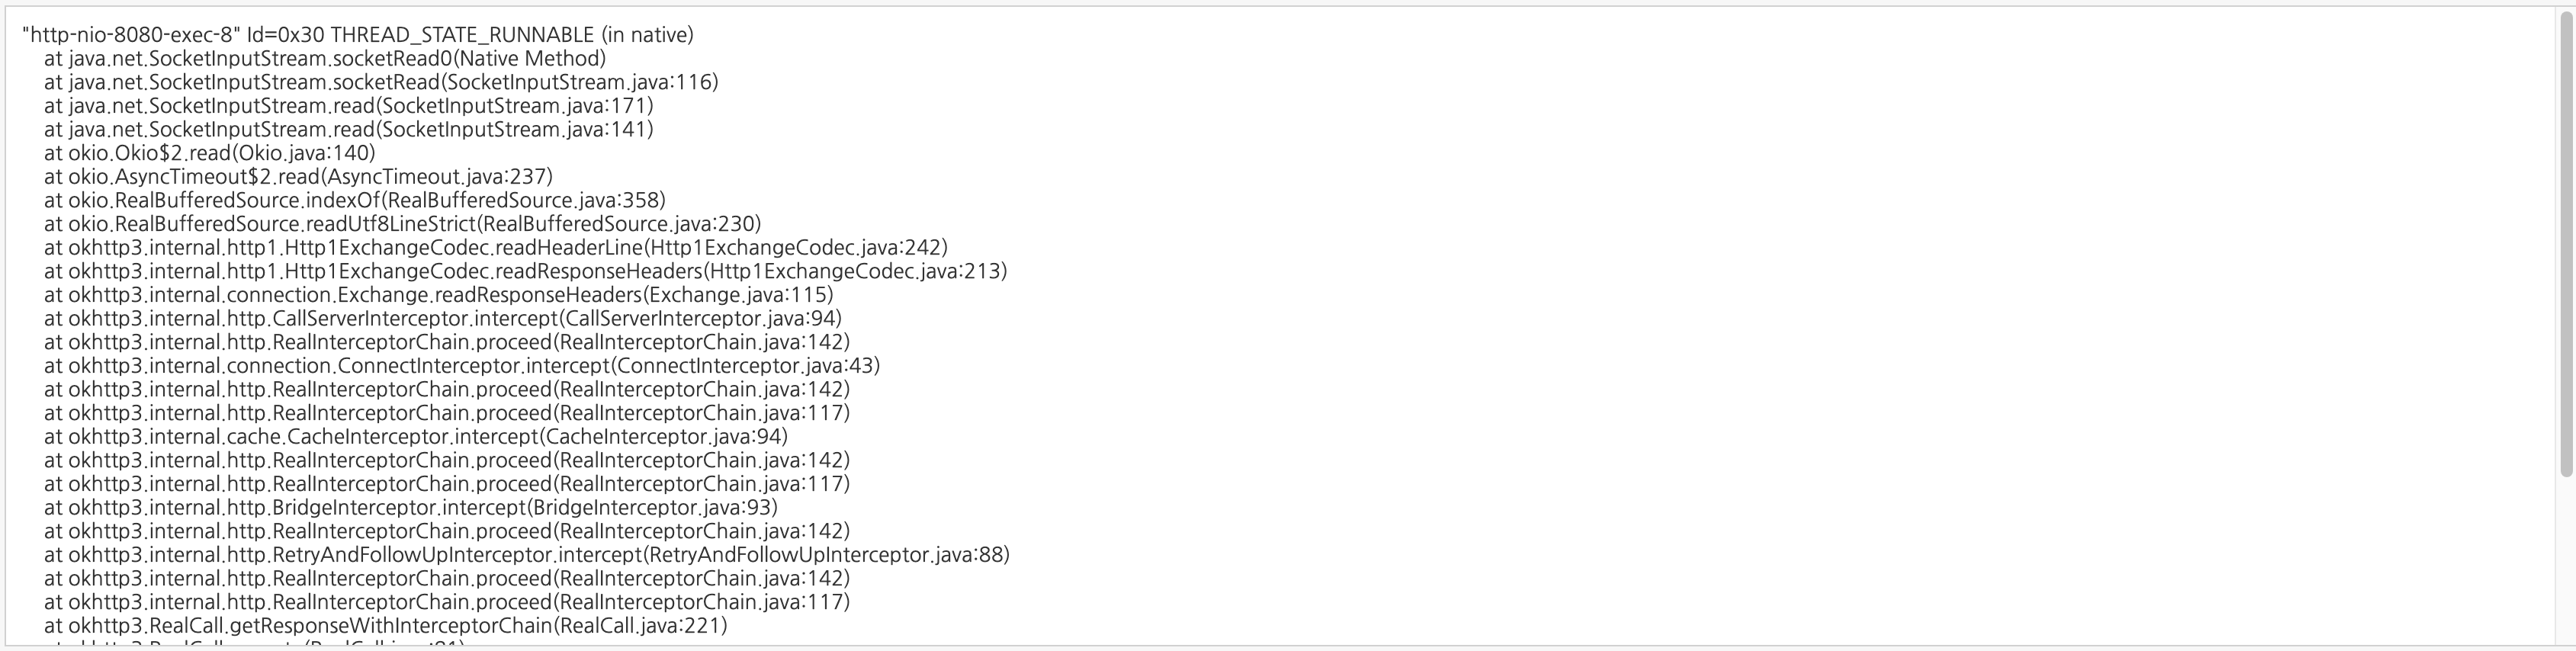 "http-nio-8080-exec-8" Id=0x30 THREAD_STATE_RUNNABLE (in native)
at java.net.SocketInputStream.socketRead0(Native Method)
at java.net.SocketInputStream.socketRead(SocketInputStream.java:116)
at java.net.SocketInputStream.read(SocketInputStream.java:171)
at java.net.SocketInputStream.read(SocketInputStream.java:141)
at okio.Okio$2.read(Okio.java:140)
at okio.AsyncTimeout$2.read(AsyncTimeout.java:237)
at okio.RealBufferedSource.indexOf(RealBufferedSource.java:358)
at okio.RealBufferedSource.readUtf8LineStrict(RealBufferedSource.java:230)
at okhttp3.internal.http1.Http1ExchangeCodec.readHeaderLine(Http1ExchangeCodec.java:242)
at okhttp3.internal.http1.Http1ExchangeCodec.readResponseHeaders(Http1ExchangeCodec.java:213)
at okhttp3.internal.connection.Exchange.readResponseHeaders(Exchange.java:115)
at okhttp3.internal.http.CallServerInterceptor.intercept(CallServerInterceptor.java:94)
at okhttp3.internal.http.RealInterceptorChain.proceed(RealInterceptorChain.java:142)
at okhttp3.internal.connection.ConnectInterceptor.intercept(ConnectInterceptor.java:43)
at okhttp3.internal.http.RealInterceptorChain.proceed(RealInterceptorChain.java:142)
at okhttp3.internal.http.RealInterceptorChain.proceed(RealInterceptorChain.java:117)
at okhttp3.internal.cache.CacheInterceptor.intercept(CacheInterceptor.java:94)
at okhttp3.internal.http.RealInterceptorChain.proceed(RealInterceptorChain.java:142)
at okhttp3.internal.http.RealInterceptorChain.proceed(RealInterceptorChain.java:117)
at okhttp3.internal.http.BridgeInterceptor.intercept(BridgeInterceptor.java:93)
at okhttp3.internal.http.RealInterceptorChain.proceed(RealInterceptorChain.java:142)
at okhttp3.internal.http.RetryAndFollowUpInterceptor.intercept(RetryAndFollowUpInterceptor.java:88)
at okhttp3.internal.http.RealInterceptorChain.proceed(RealInterceptorChain.java:142)
at okhttp3.internal.http.RealInterceptorChain.proceed(RealInterceptorChain.java:117)
at okhttp3.RealCall.getResponseWithInterceptorChain(RealCall.java:221)